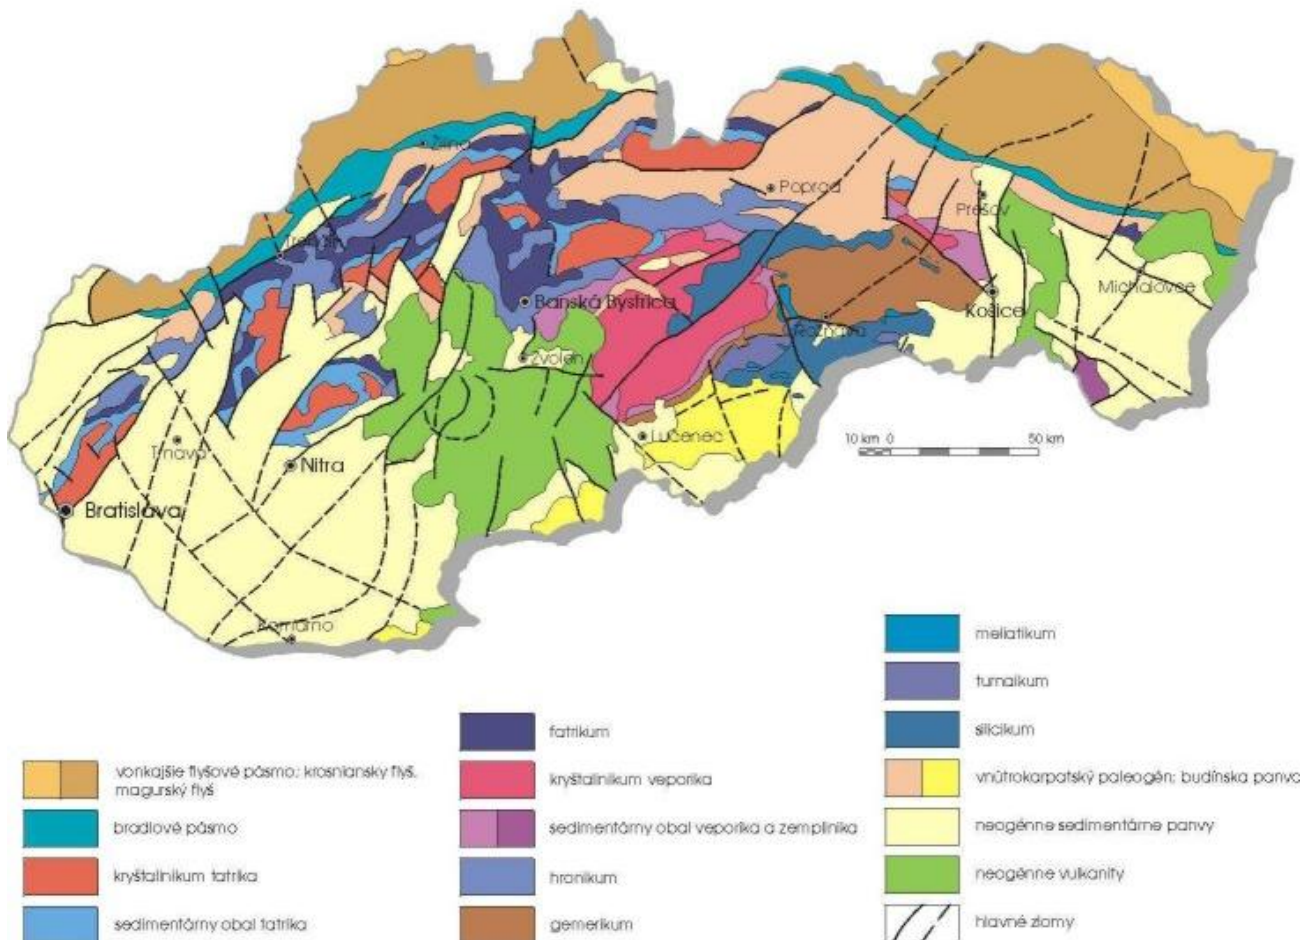 Žilina
Poprad
Prešov
Trenčín
Michalovce
Banská Bystrica
Košice
Rožňava
Zvolen
Lučenec
10 km 0 50 km
Trnava
Nitra
Bratislava
Komárno
meliatikum
turnaikum
silicikum
vnútrokarpatský paleogén; budínska panva
neogénne sedimentárne panvy
neogénne vulkanity
hlavné zlomy
fatrikum
kryštalinikum veporika
sedimentárny obal veporika a zemplinika
hronikum
gemerikum
vonkajšie flyšové pásmo; krosniansky flyš,
magurský flyš
bradlové pásmo
kryštalinikum tatrika
sedimentárny obal tatrika